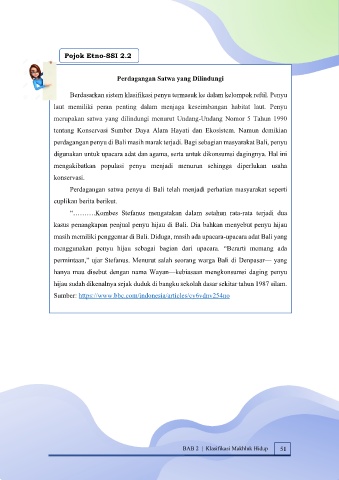 Pojok Etno-SSI 2.2
Perdagangan Satwa yang Dilindungi
Berdasarkan sistem klasifikasi penyu termasuk ke dalam kelompok reftil. Penyu
laut memiliki peran penting dalam menjaga keseimbangan habitat laut. Penyu
merupakan satwa yang dilindungi menurut Undang-Undang Nomor 5 Tahun 1990
tentang Konservasi Sumber Daya Alam Hayati dan Ekosistem. Namun demikian
perdagangan penyu di Bali masih marak terjadi. Bagi sebagian masyarakat Bali, penyu
digunakan untuk upacara adat dan agama, serta untuk dikonsumsi dagingnya. Hal ini
mengakibatkan populasi penyu menjadi menurun sehingga diperlukan usaha
konservasi.
Perdagangan satwa penyu di Bali telah menjadi perhatian masyarakat seperti
cuplikan berita berikut.
"……….Kombes Stefanus mengatakan dalam setahun rata-rata terjadi dua
kasus penangkapan penjual penyu hijau di Bali. Dia bahkan menyebut penyu hijau
masih memiliki penggemar di Bali. Diduga, masih ada upacara-upacara adat Bali yang
menggunakan penyu hijau sebagai bagian dari upacara. "Berarti memang ada
permintaan," ujar Stefanus. Menurut salah seorang warga Bali di Denpasar— yang
hanya mau disebut dengan nama Wayan—kebiasaan mengkonsumsi daging penyu
hijau sudah dikenalnya sejak duduk di bangku sekolah dasar sekitar tahun 1987 silam.
Sumber: https://www.bbc.com/indonesia/articles/cy6vdnv254no
BAB 2 | Klasifikasi Makhluk Hidup 51